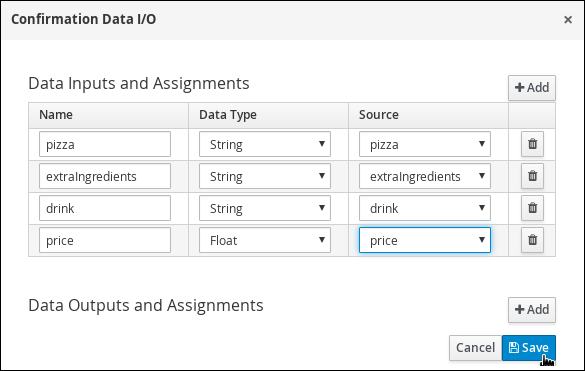 Confirmation Data I/O ×
Data Inputs and Assignments + Add
Name Data Type Source
pizza String pizza
extraIngredients String extraIngredients
drink String drink
price Float price
Data Outputs and Assignments + Add
Cancel Save